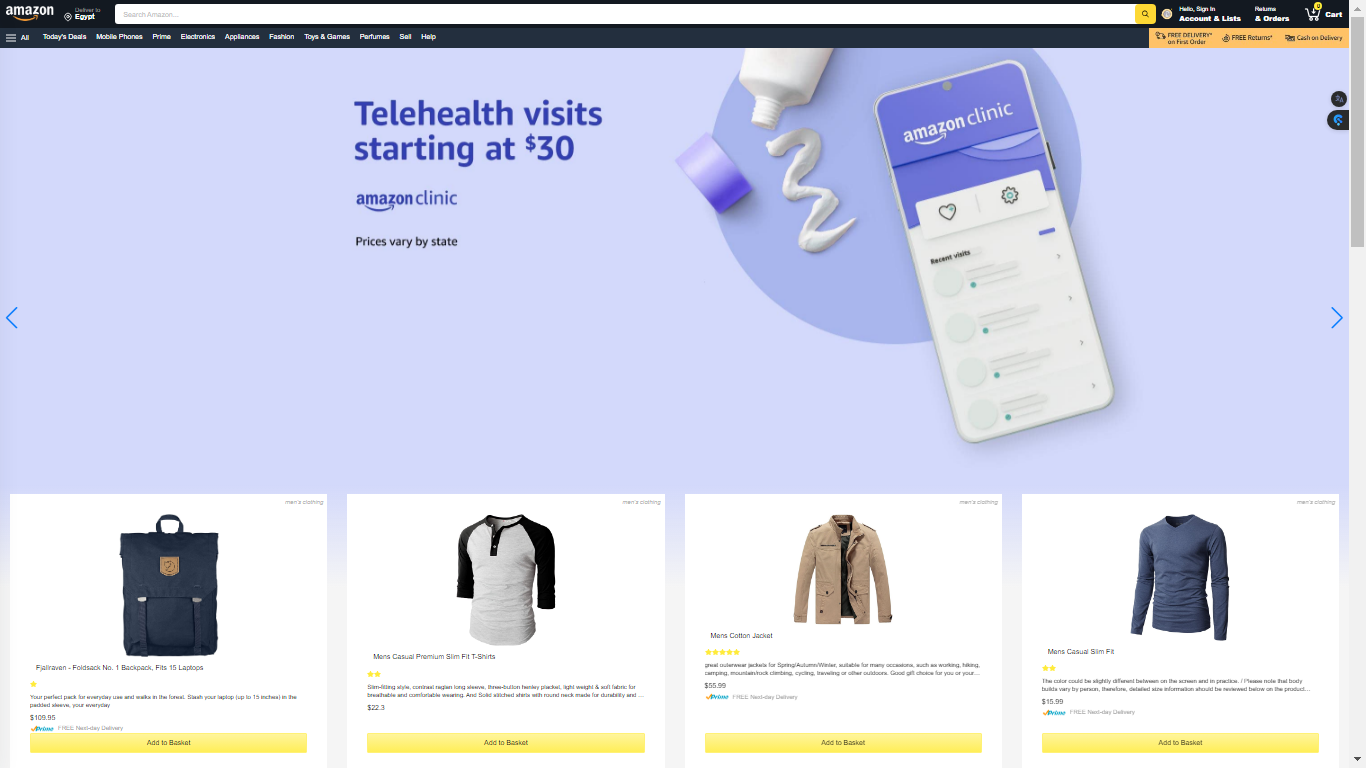 amazon
Deliver to
Egypt
Search Amazon...
Hello, Sign In
Account & Lists
Returns
& Orders
0
Cart
All
Today's Deals
Mobile Phones
Prime
Electronics
Appliances
Fashion
Toys & Games
Perfumes
Sell
Help
FREE DELIVERY*
on First Order
FREE Returns*
Cash on Delivery
Telehealth visits
starting at $30
amazon clinic
Prices vary by state
amazon clinic
Recent visits
men's clothing
Fjallraven - Foldsack No. 1 Backpack, Fits 15 Laptops
Your perfect pack for everyday use and walks in the forest. Stash your laptop (up to 15 inches) in the
padded sleeve, your everyday
$109.95
Prime
FREE Next-day Delivery
Add to Basket
men's clothing
Mens Casual Premium Slim Fit T-Shirts
Slim-fitting style, contrast raglan long sleeve, three-button henley placket, light weight & soft fabric for
breathable and comfortable wearing. And Solid stitched shirts with round neck made for durability and ...
$22.3
Add to Basket
men's clothing
Mens Cotton Jacket
great outerwear jackets for Spring/Autumn/Winter, suitable for many occasions, such as working, hiking,
camping, mountain/rock climbing, cycling, traveling or other outdoors. Good gift choice for you or your...
$55.99
Prime
FREE Next-day Delivery
Add to Basket
men's clothing
Mens Casual Slim Fit
The color could be slightly different between on the screen and in practice. / Please note that body
builds vary by person, therefore, detailed size information should be reviewed below on the product...
$15.99
Prime
FREE Next-day Delivery
Add to Basket